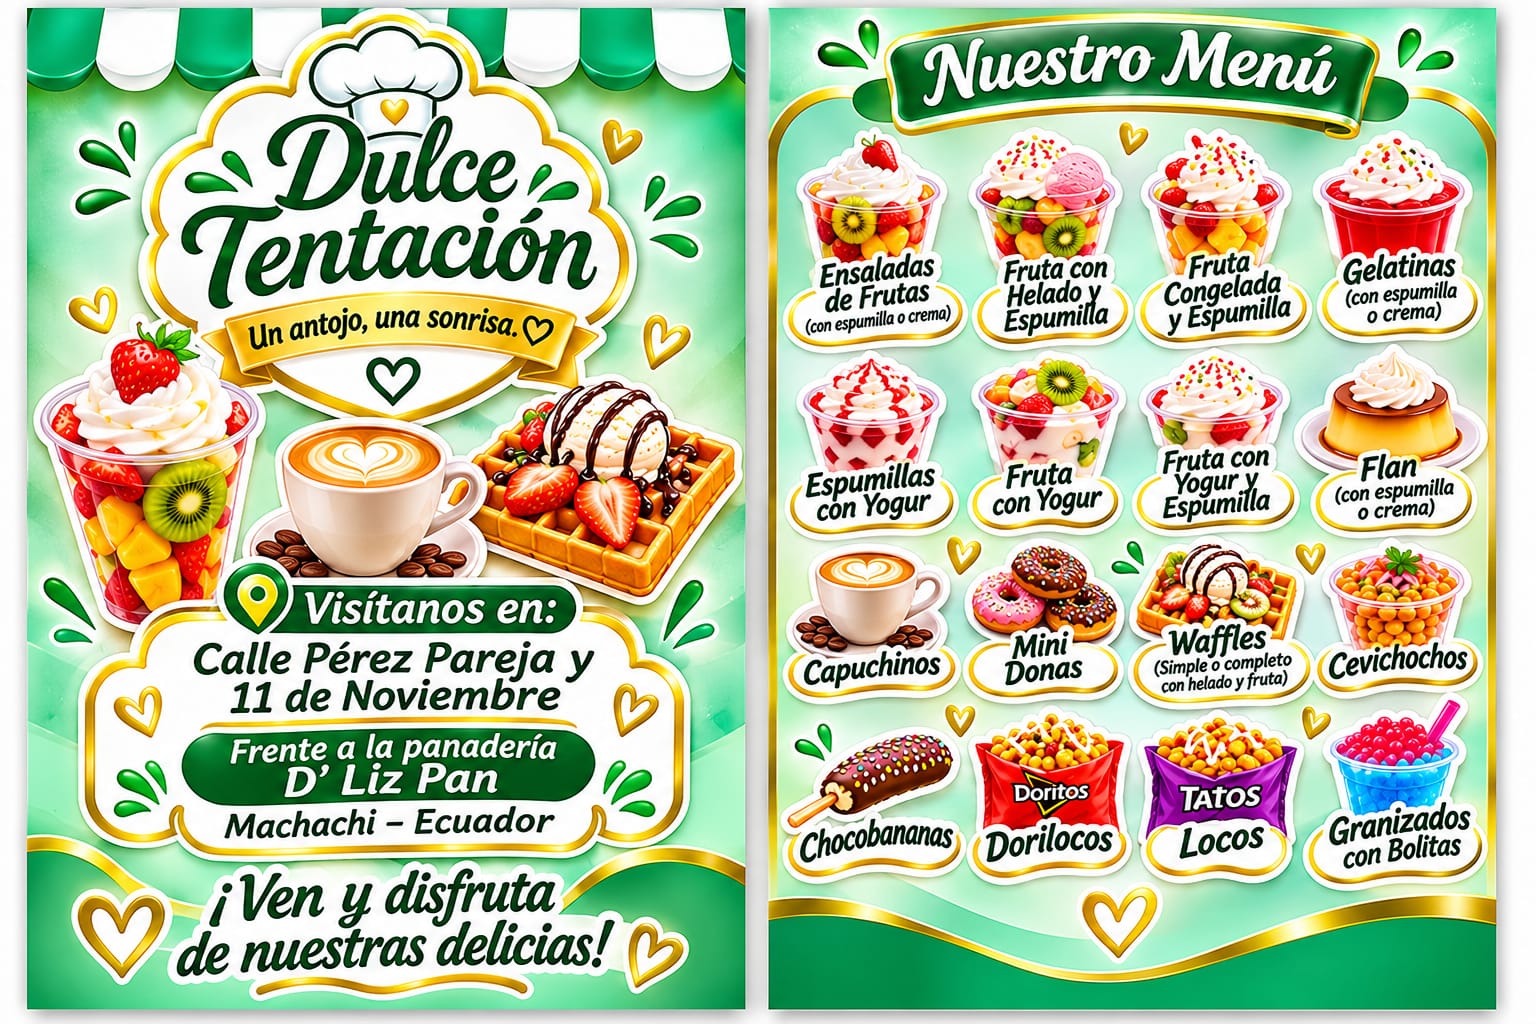 Dulce
Tentación
Un antojo, una sonrisa.
Visítanos en:
Calle Pérez Pareja y
11 de Noviembre
Frente a la panadería
D' Liz Pan
Machachi – Ecuador
¡Ven y disfruta
de nuestras delicias!
Nuestro Menú
Ensaladas
de Frutas
(con espumilla o crema)
Fruta con
Helado y
Espumilla
Fruta
Congelada
y Espumilla
Gelatinas
(con espumilla
o crema)
Espumillas
con Yogur
Fruta
con Yogur
Fruta con
Yogur y
Espumilla
Flan
(con espumilla
o crema)
Capuchinos
Mini
Donas
Waffles
(Simple o completo
con helado y fruta)
Cevichochos
Chocobananas
Doritos
Dorilocos
TATOS
Locos
Granizados
con Bolitas